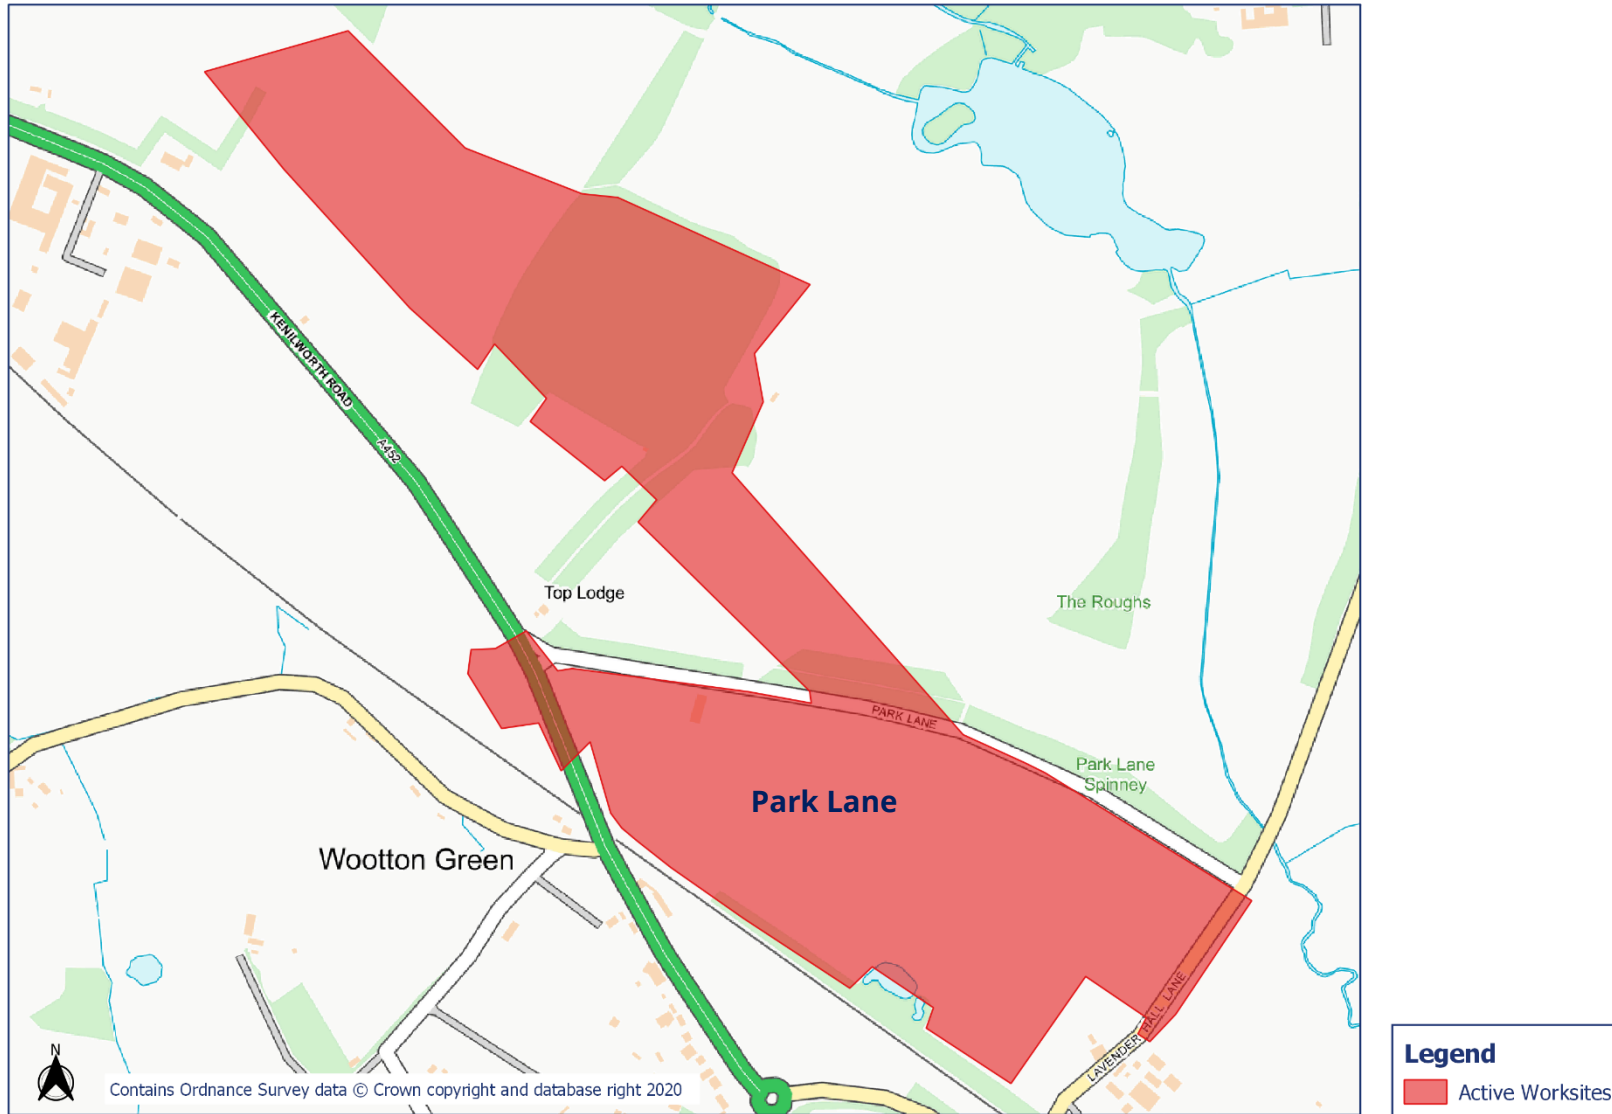 KENILWORTH ROAD
A452
Top Lodge
The Roughs
PARK LANE
Park Lane
Spinney
Park Lane
Wootton Green
LAVENDER HALL LANE
N
Contains Ordnance Survey data © Crown copyright and database right 2020
Legend
Active Worksites